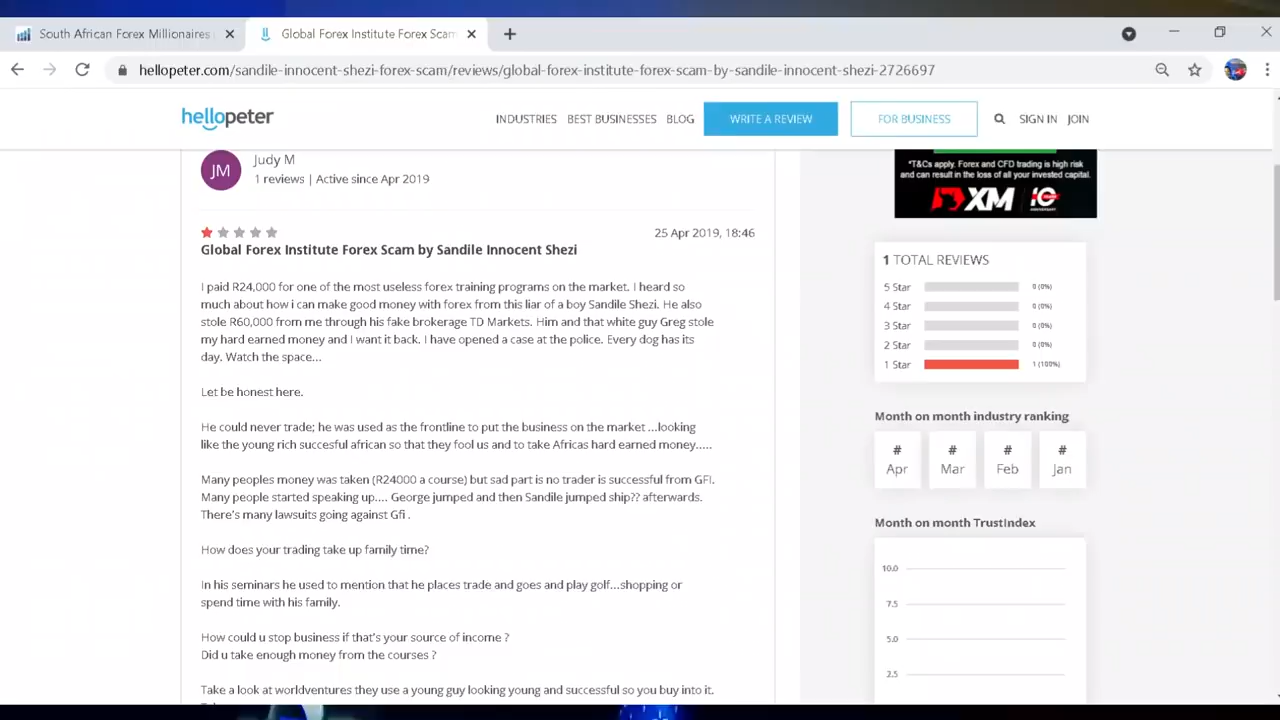 South African Forex Millionaires
Global Forex Institute Forex Scam
hellopeter.com/sandile-innocent-shezi-forex-scam/reviews/global-forex-institute-forex-scam-by-sandile-innocent-shezi-2726697
hellopeter
INDUSTRIES BEST BUSINESSES BLOG WRITE A REVIEW FOR BUSINESS SIGN IN JOIN
JM
Judy M
1 reviews | Active since Apr 2019
25 Apr 2019, 18:46
Global Forex Institute Forex Scam by Sandile Innocent Shezi
I paid R24,000 for one of the most useless forex training programs on the market. I heard so
much about how i can make good money with forex from this liar of a boy Sandile Shezi. He also
stole R60,000 from me through his fake brokerage TD Markets. Him and that white guy Greg stole
my hard earned money and I want it back. I have opened a case at the police. Every dog has its
day. Watch the space...
Let be honest here.
He could never trade; he was used as the frontline to put the business on the market ...looking
like the young rich succesful african so that they fool us and to take Africas hard earned money.....
Many peoples money was taken (R24000 a course) but sad part is no trader is successful from GFI.
Many people started speaking up.... George jumped and then Sandile jumped ship?? afterwards.
There's many lawsuits going against Gfi .
How does your trading take up family time?
In his seminars he used to mention that he places trade and goes and play golf...shopping or
spend time with his family.
How could u stop business if that's your source of income ?
Did u take enough money from the courses ?
Take a look at worldventures they use a young guy looking young and successful so you buy into it.
*T&Cs apply. Forex and CFD trading is high risk
and can result in the loss of all your invested capital.
XM 10
1 TOTAL REVIEWS
5 Star 0 (0%)
4 Star 0 (0%)
3 Star 0 (0%)
2 Star 0 (0%)
1 Star 1 (100%)
Month on month industry ranking
# # # #
Apr Mar Feb Jan
Month on month TrustIndex
10.0
7.5
5.0
2.5